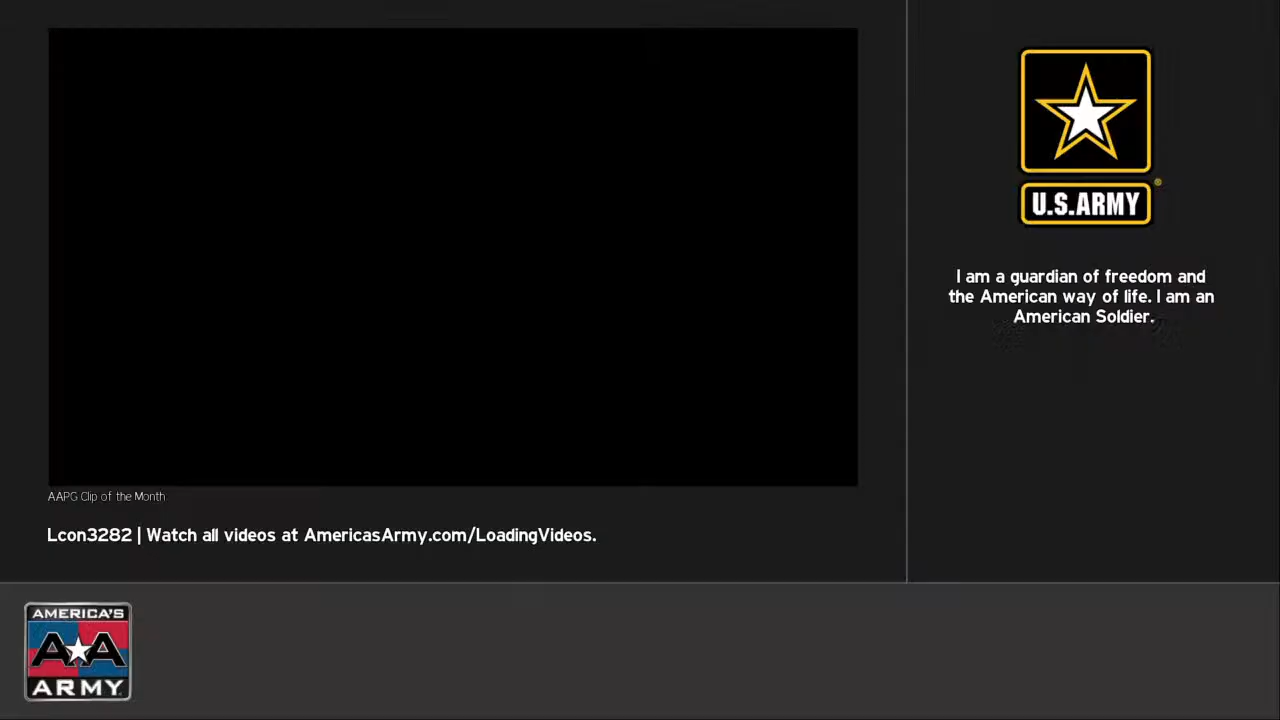 U.S.ARMY
I am a guardian of freedom and
the American way of life. I am an
American Soldier.
AAPG Clip of the Month
Lcon3282 | Watch all videos at AmericasArmy.com/LoadingVideos.
AMERICA'S
AA
ARMY